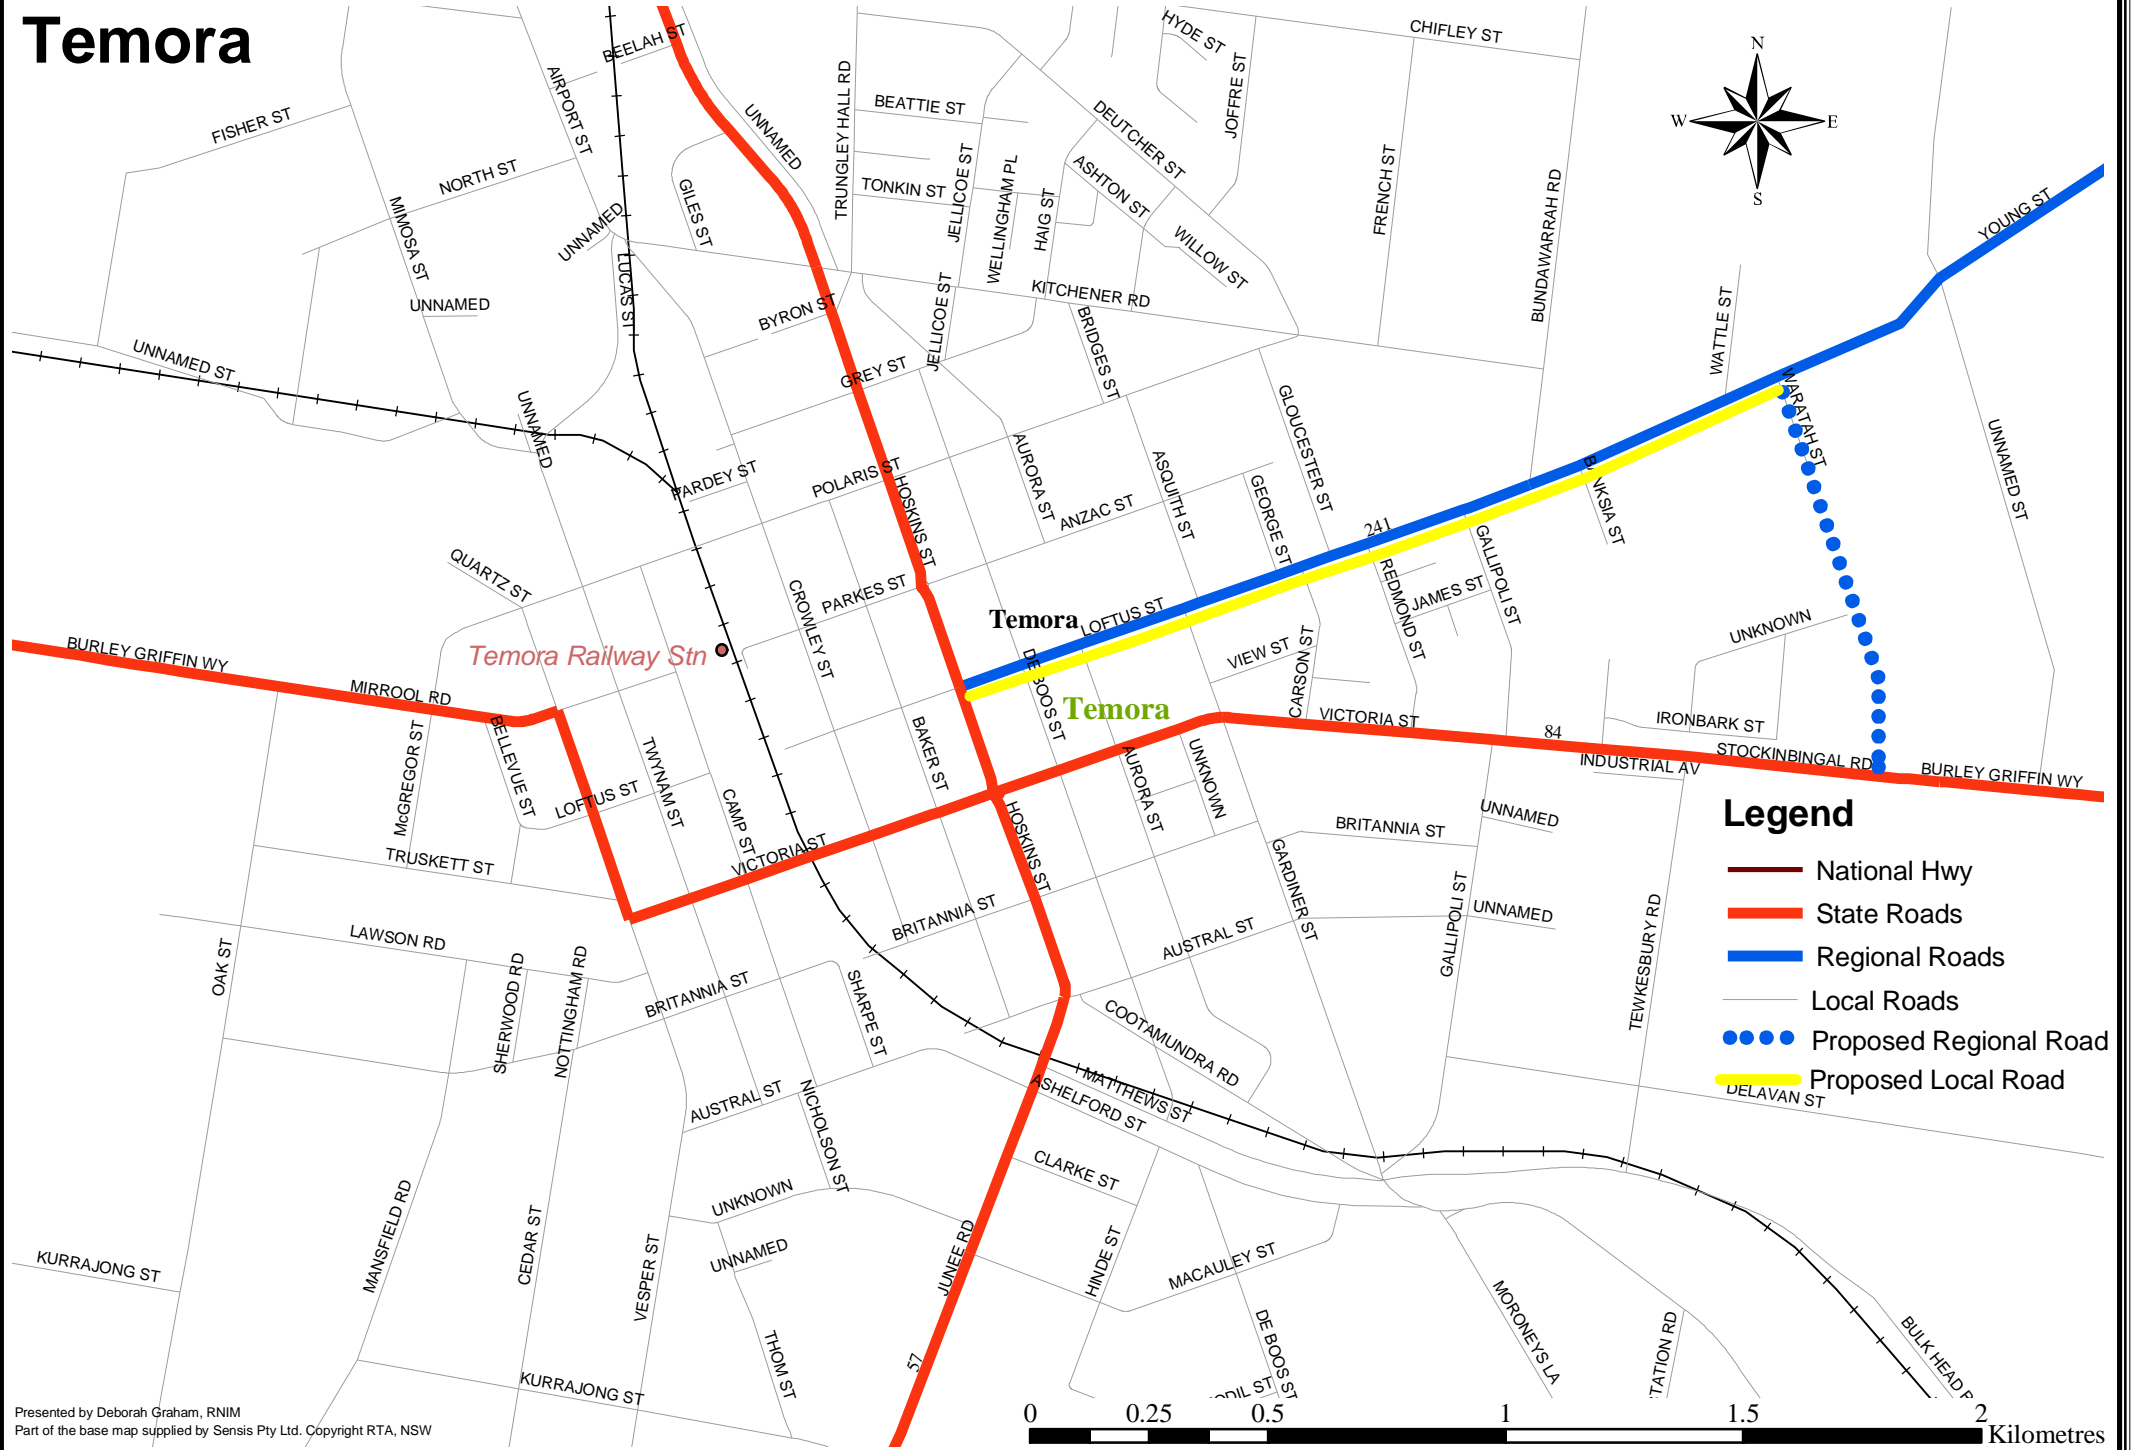 Temora
BEELAH ST
HYDE ST
CHIFLEY ST
N
AIRPORT ST
JOFFRE ST
FISHER ST
UNNAMED
TRUNGLEY HALL RD
BEATTIE ST
DEUTCHER ST
W
E
NORTH ST
GILES ST
TONKIN ST
JELLICOE ST
WELLINGHAM PL
HAIG ST
ASHTON ST
FRENCH ST
BUNDAWARRAH RD
S
YOUNG ST
MIMOSA ST
UNNAMED
LUCAS ST
WILLOW ST
KITCHENER RD
UNNAMED
BYRON ST
JELLICOE ST
BRIDGES ST
WATTLE ST
UNNAMED ST
GREY ST
WARATAH ST
UNNAMED
GLOUCESTER ST
UNNAMED ST
AURORA ST
ASQUITH ST
PARDEY ST
POLARIS ST
HOSKINS ST
ANZAC ST
GEORGE ST
BANKSIA ST
241
GALLIPOLI ST
QUARTZ ST
CROWLEY ST
PARKES ST
REDMOND ST
JAMES ST
Temora
LOFTUS ST
UNKNOWN
BURLEY GRIFFIN WY
Temora Railway Stn
DE BOOS ST
VIEW ST
CARSON ST
MIRROOL RD
Temora
VICTORIA ST
84
IRONBARK ST
McGREGOR ST
BELLEVUE ST
TWYNAM ST
BAKER ST
AURORA ST
UNKNOWN
INDUSTRIAL AV
STOCKINBINGAL RD
BURLEY GRIFFIN WY
LOFTUS ST
CAMP ST
HOSKINS ST
UNNAMED
Legend
BRITANNIA ST
TRUSKETT ST
VICTORIA ST
GARDINER ST
National Hwy
GALLIPOLI ST
UNNAMED
TEWKESBURY RD
State Roads
BRITANNIA ST
LAWSON RD
AUSTRAL ST
Regional Roads
OAK ST
SHERWOOD RD
NOTTINGHAM RD
BRITANNIA ST
SHARPE ST
COOTAMUNDRA RD
Local Roads
Proposed Regional Road
MATTHEWS ST
Proposed Local Road
AUSTRAL ST
NICHOLSON ST
ASHELFORD ST
DELAVAN ST
CLARKE ST
MANSFIELD RD
UNKNOWN
CEDAR ST
VESPER ST
UNNAMED
JUNEE RD
HINDE ST
MACAULEY ST
KURRAJONG ST
MORONEYS LA
THOM ST
DE BOOS ST
BULK HEAD R
57
KURRAJONG ST
ODIL ST
TATION RD
Presented by Deborah Graham, RNIM
Part of the base map supplied by Sensis Pty Ltd. Copyright RTA, NSW
0 0.25 0.5 1 1.5 2
Kilometres